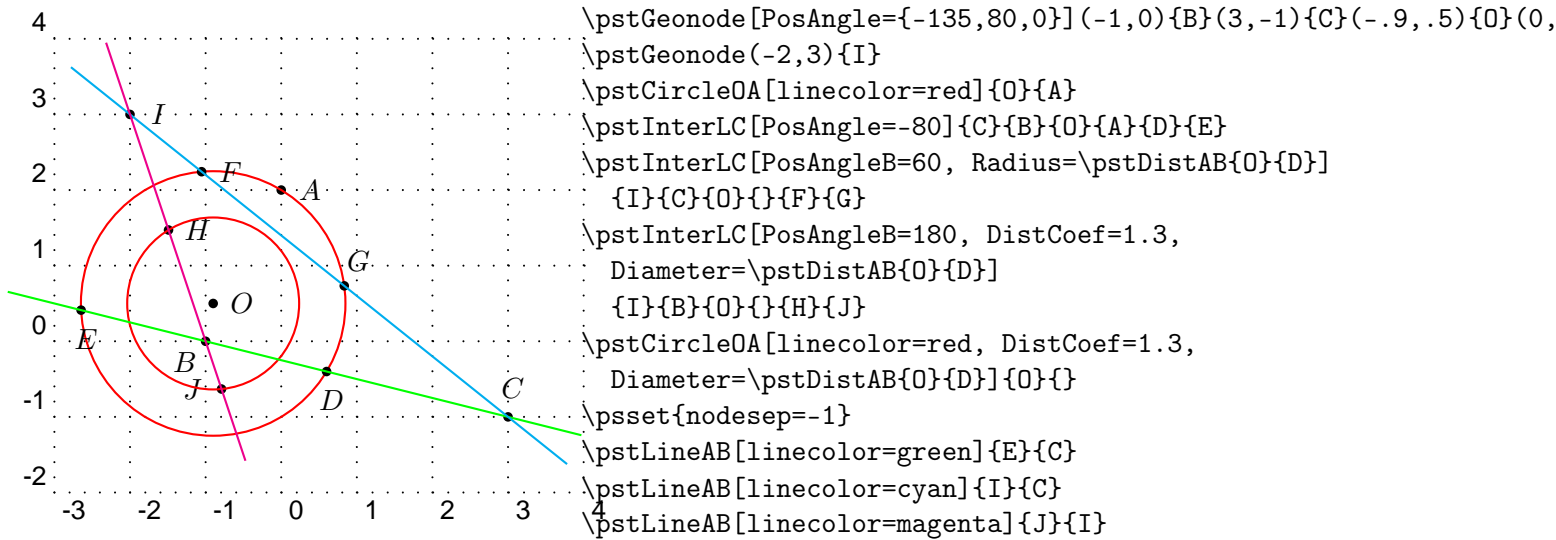 4
3
2
1
0
-1
-2
-3 -2 -1 0 1 2 3 4
I
F
A
H
G
O
E
B
J
D
C
\pstGeonode[PosAngle={-135,80,0}](-1,0){B}(3,-1){C}(-.9,.5){O}(0,
\pstGeonode(-2,3){I}
\pstCircleOA[linecolor=red]{O}{A}
\pstInterLC[PosAngle=-80]{C}{B}{O}{A}{D}{E}
\pstInterLC[PosAngleB=60, Radius=\pstDistAB{O}{D}]
{I}{C}{O}{}{F}{G}
\pstInterLC[PosAngleB=180, DistCoef=1.3,
Diameter=\pstDistAB{O}{D}]
{I}{B}{O}{}{H}{J}
\pstCircleOA[linecolor=red, DistCoef=1.3,
Diameter=\pstDistAB{O}{D}]{O}{}
\psset{nodesep=-1}
\pstLineAB[linecolor=green]{E}{C}
\pstLineAB[linecolor=cyan]{I}{C}
\pstLineAB[linecolor=magenta]{J}{I}